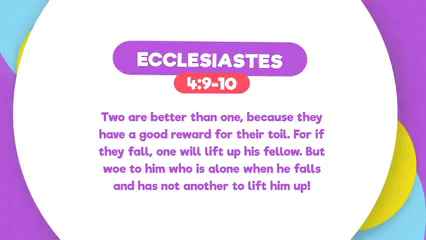 ECCLESIASTES
4:9-10
Two are better than one, because they
have a good reward for their toil. For if
they fall, one will lift up his fellow. But
woe to him who is alone when he falls
and has not another to lift him up!